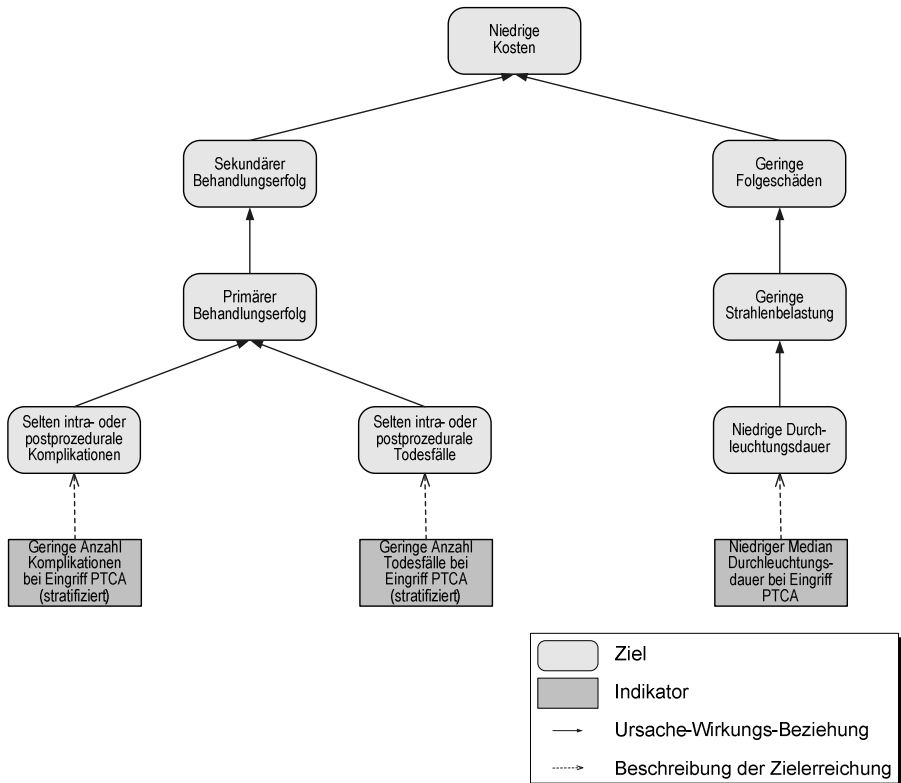 Niedrige
Kosten
Sekundärer
Behandlungserfolg
Geringe
Folgeschäden
Primärer
Behandlungserfolg
Geringe
Strahlenbelastung
Selten intra- oder
postprozedurale
Komplikationen
Selten intra- oder
postprozedurale
Todesfälle
Niedrige Durch-
leuchtungsdauer
Geringe Anzahl
Komplikationen
bei Eingriff PTCA
(stratifiziert)
Geringe Anzahl
Todesfälle bei
Eingriff PTCA
(stratifiziert)
Niedriger Median
Durchleuchtungs-
dauer bei Eingriff
PTCA
Ziel
Indikator
Ursache-Wirkungs-Beziehung
Beschreibung der Zielerreichung